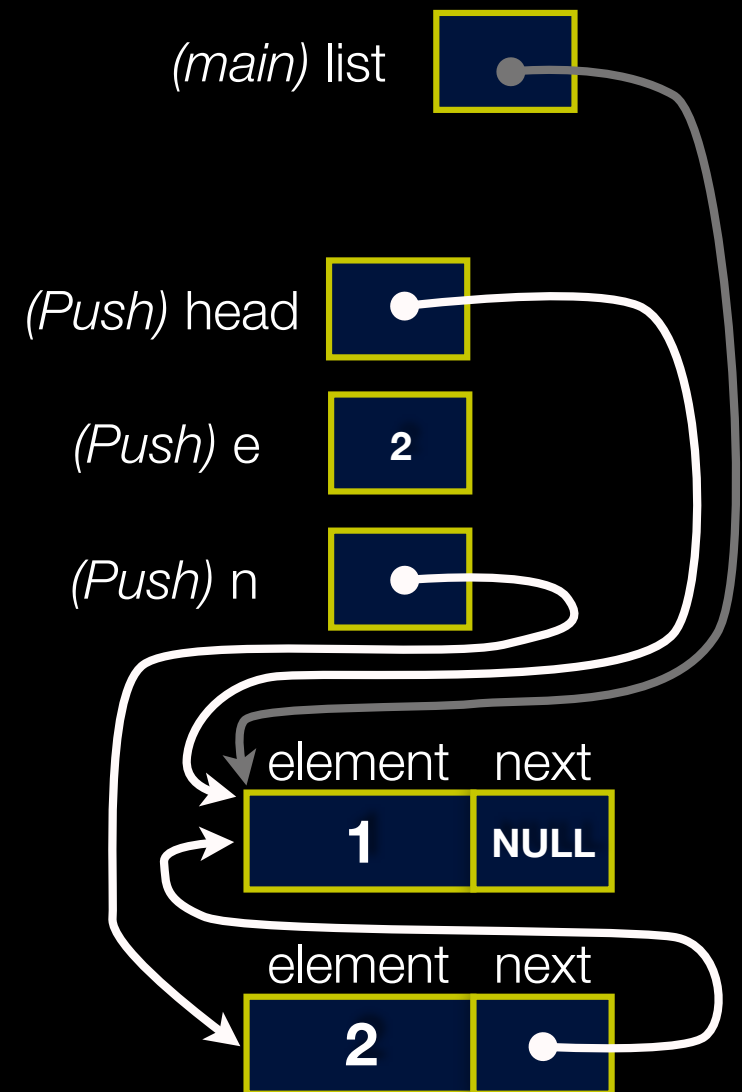 (main) list
(Push) head
(Push) e
2
(Push) n
element next
1 NULL
element next
2